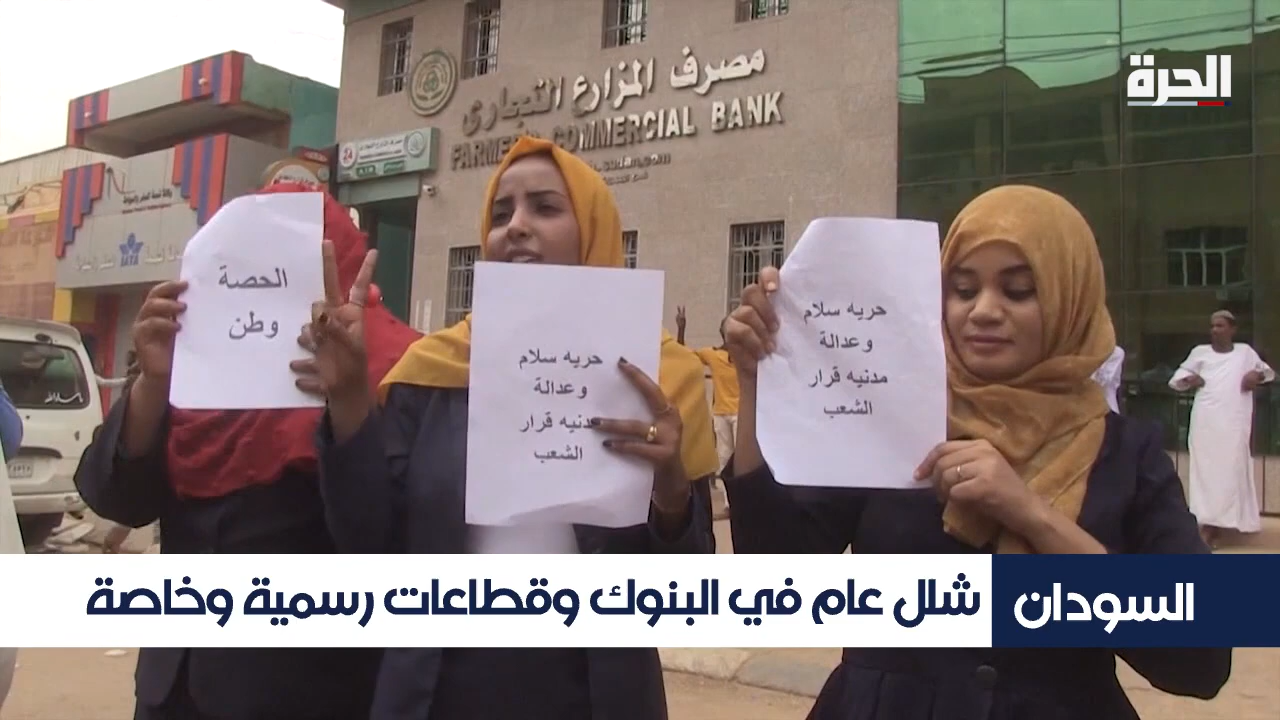 الحرة
مصرف المزارع التجاري
FARMERS COMMERCIAL BANK
الحصة
وطن
حريه سلام
وعدالة
مدنيه قرار
الشعب
حريه سلام
وعدالة
مدنيه قرار
الشعب
السودان
شلل عام في البنوك وقطاعات رسمية وخاصة